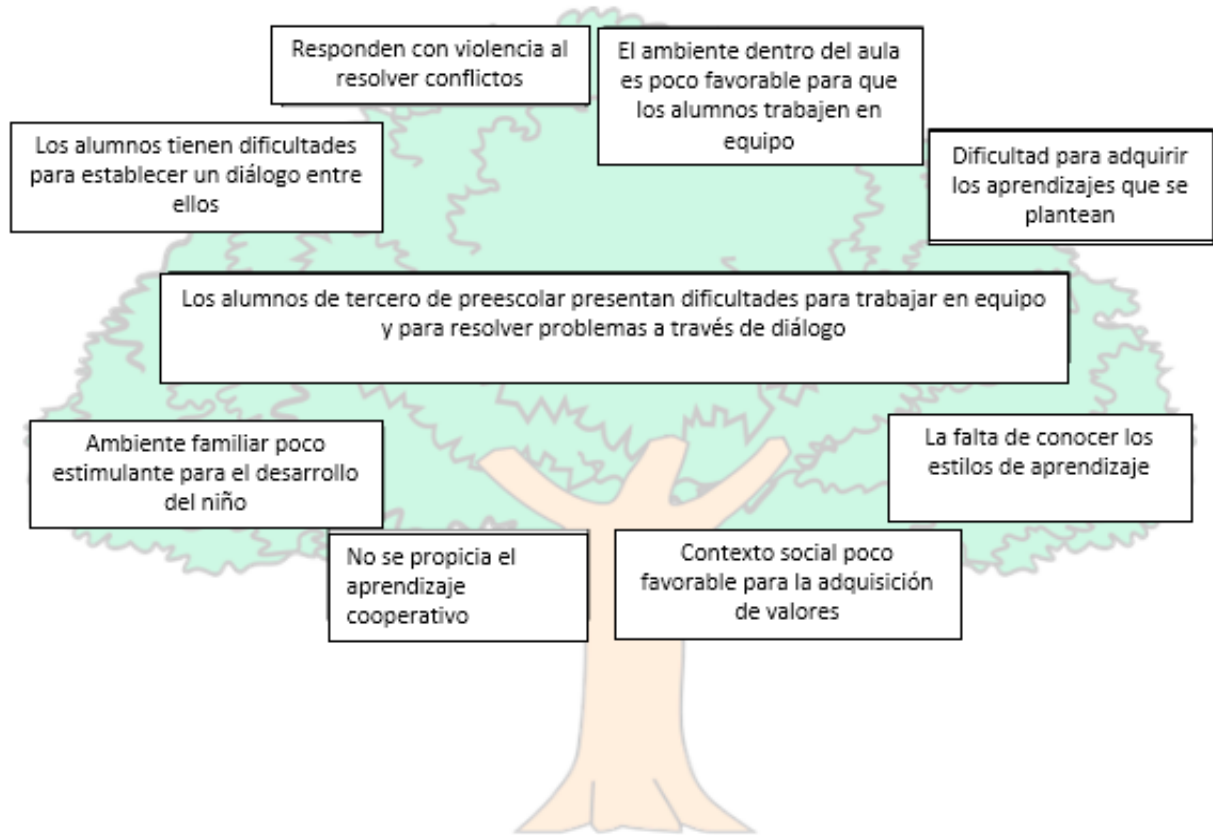 Responden con violencia al
resolver conflictos
El ambiente dentro del aula
es poco favorable para que
los alumnos trabajen en
equipo
Los alumnos tienen dificultades
para establecer un diálogo entre
ellos
Dificultad para adquirir
los aprendizajes que se
plantean
Los alumnos de tercero de preescolar presentan dificultades para trabajar en equipo
y para resolver problemas a través de diálogo
Ambiente familiar poco
estimulante para el desarrollo
del niño
La falta de conocer los
estilos de aprendizaje
No se propicia el
aprendizaje
cooperativo
Contexto social poco
favorable para la adquisición
de valores